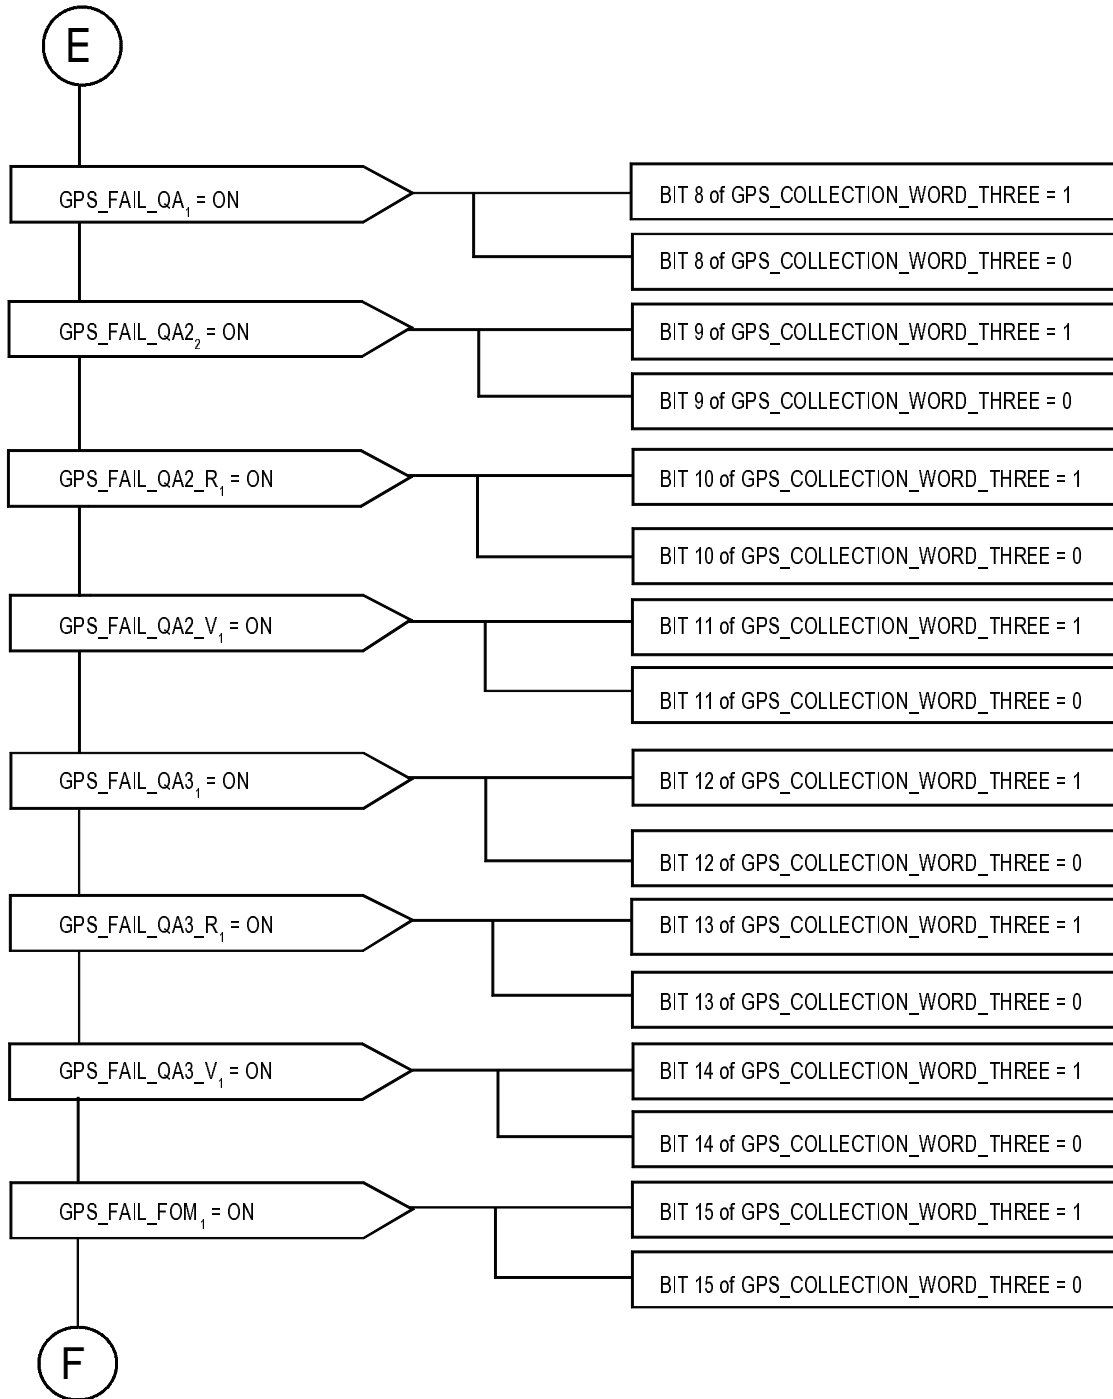 E
GPS_FAIL_QA₁ = ON
BIT 8 of GPS_COLLECTION_WORD_THREE = 1
BIT 8 of GPS_COLLECTION_WORD_THREE = 0
GPS_FAIL_QA2₂ = ON
BIT 9 of GPS_COLLECTION_WORD_THREE = 1
BIT 9 of GPS_COLLECTION_WORD_THREE = 0
GPS_FAIL_QA2_R₁ = ON
BIT 10 of GPS_COLLECTION_WORD_THREE = 1
BIT 10 of GPS_COLLECTION_WORD_THREE = 0
GPS_FAIL_QA2_V₁ = ON
BIT 11 of GPS_COLLECTION_WORD_THREE = 1
BIT 11 of GPS_COLLECTION_WORD_THREE = 0
GPS_FAIL_QA3₁ = ON
BIT 12 of GPS_COLLECTION_WORD_THREE = 1
BIT 12 of GPS_COLLECTION_WORD_THREE = 0
GPS_FAIL_QA3_R₁ = ON
BIT 13 of GPS_COLLECTION_WORD_THREE = 1
BIT 13 of GPS_COLLECTION_WORD_THREE = 0
GPS_FAIL_QA3_V₁ = ON
BIT 14 of GPS_COLLECTION_WORD_THREE = 1
BIT 14 of GPS_COLLECTION_WORD_THREE = 0
GPS_FAIL_FOM₁ = ON
BIT 15 of GPS_COLLECTION_WORD_THREE = 1
BIT 15 of GPS_COLLECTION_WORD_THREE = 0
F